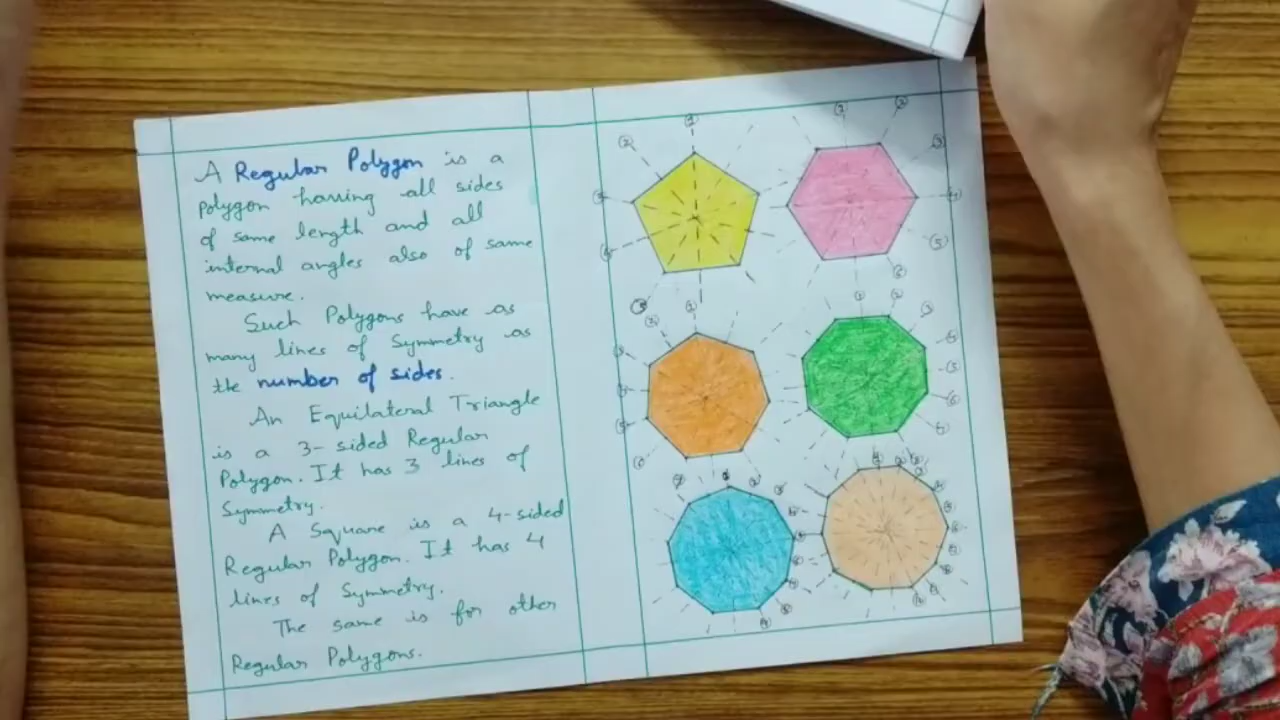 A Regular Polygon is a
Polygon having all sides
of same length and all
internal angles also of same
measure.
Such Polygons have as
many lines of Symmetry as
the number of sides.
An Equilateral Triangle
is a 3-sided Regular
Polygon. It has 3 lines of
Symmetry.
A Square is a 4-sided
Regular Polygon. It has 4
lines of Symmetry.
The same is for other
Regular Polygons.